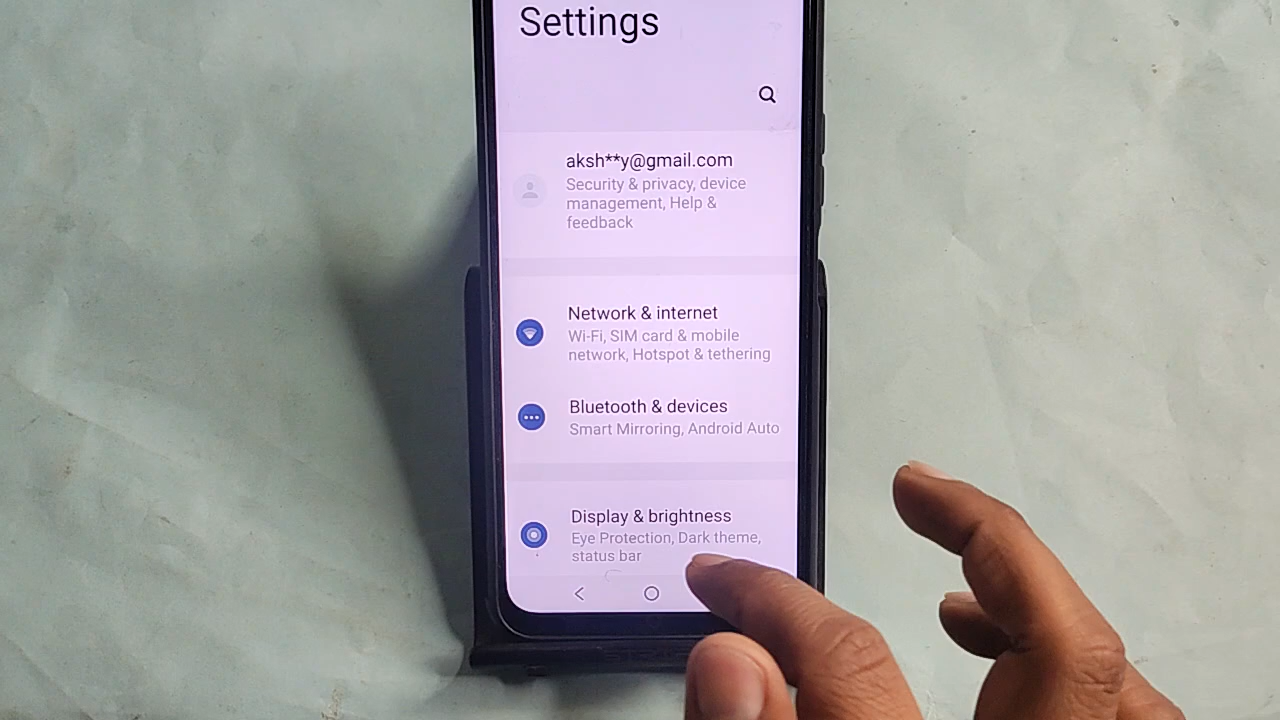 Settings
aksh**y@gmail.com
Security & privacy, device
management, Help &
feedback
Network & internet
Wi-Fi, SIM card & mobile
network, Hotspot & tethering
Bluetooth & devices
Smart Mirroring, Android Auto
Display & brightness
Eye Protection, Dark theme,
status bar